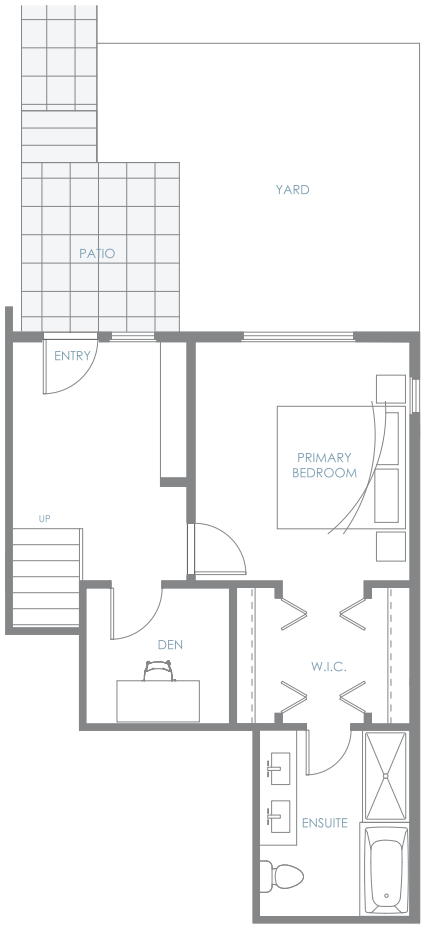 YARD
PATIO
ENTRY
PRIMARY
BEDROOM
UP
DEN
W.I.C.
ENSUITE